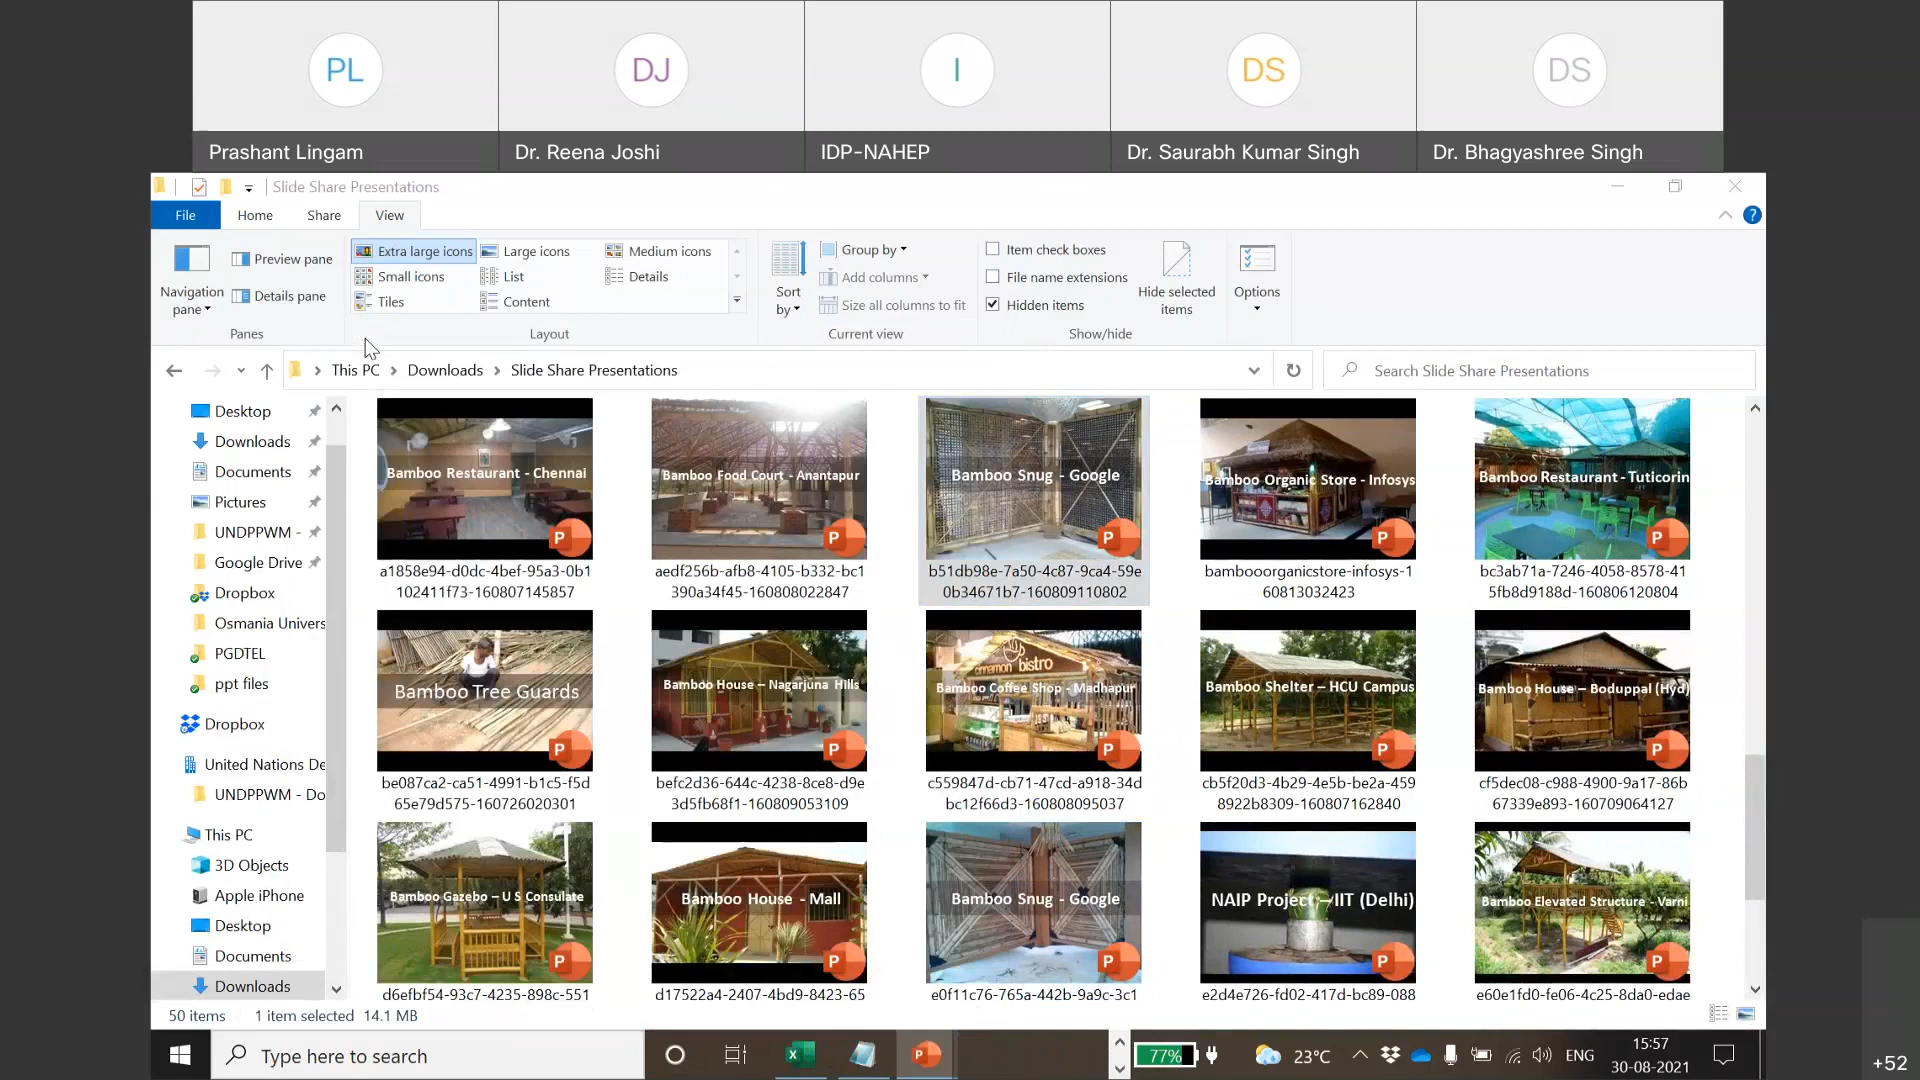 PL
DJ
I
DS
DS
Prashant Lingam
Dr. Reena Joshi
IDP-NAHEP
Dr. Saurabh Kumar Singh
Dr. Bhagyashree Singh
Slide Share Presentations
File
Home
Share
View
?
Navigation
pane
Preview pane
Details pane
Panes
Extra large icons
Large icons
Medium icons
Small icons
List
Details
Tiles
Content
Layout
Sort
by
Group by
Add columns
Size all columns to fit
Current view
Item check boxes
File name extensions
Hidden items
Hide selected
items
Show/hide
Options
This PC
Downloads
Slide Share Presentations
Search Slide Share Presentations
Desktop
Downloads
Documents
Pictures
UNDPPWM -
Google Drive
Dropbox
Osmania Univers
PGDTEL
ppt files
Dropbox
United Nations De
UNDPPWM - Do
This PC
3D Objects
Apple iPhone
Desktop
Documents
Downloads
Bamboo Restaurant - Chennai
P
a1858e94-d0dc-4bef-95a3-0b1
102411f73-160807145857
Bamboo Food Court - Anantapur
P
aedf256b-afb8-4105-b332-bc1
390a34f45-160808022847
Bamboo Snug - Google
P
b51db98e-7a50-4c87-9ca4-59e
0b34671b7-160809110802
Bamboo Organic Store - Infosys
P
bambooorganicstore-infosys-1
60813032423
Bamboo Restaurant - Tuticorin
P
bc3ab71a-7246-4058-8578-41
5fb8d9188d-160806120804
Bamboo Tree Guards
P
be087ca2-ca51-4991-b1c5-f5d
65e79d575-160726020301
Bamboo House – Nagarjuna Hills
P
befc2d36-644c-4238-8ce8-d9e
3d5fb68f1-160809053109
cinnamon bistro
Bamboo Coffee Shop - Madhapur
P
c559847d-cb71-47cd-a918-34d
bc12f66d3-160808095037
Bamboo Shelter – HCU Campus
P
cb5f20d3-4b29-4e5b-be2a-459
8922b8309-160807162840
Bamboo House – Boduppal (Hyd)
P
cf5dec08-c988-4900-9a17-86b
67339e893-160709064127
Bamboo Gazebo – U S Consulate
P
d6efbf54-93c7-4235-898c-551
Bamboo House - Mall
P
d17522a4-2407-4bd9-8423-65
Bamboo Snug - Google
P
e0f11c76-765a-442b-9a9c-3c1
NAIP Project – IIT (Delhi)
P
e2d4e726-fd02-417d-bc89-088
Bamboo Elevated Structure - Varni
P
e60e1fd0-fe06-4c25-8da0-edae
50 items
1 item selected
14.1 MB
Type here to search
77%
23°C
ENG
15:57
30-08-2021
+52